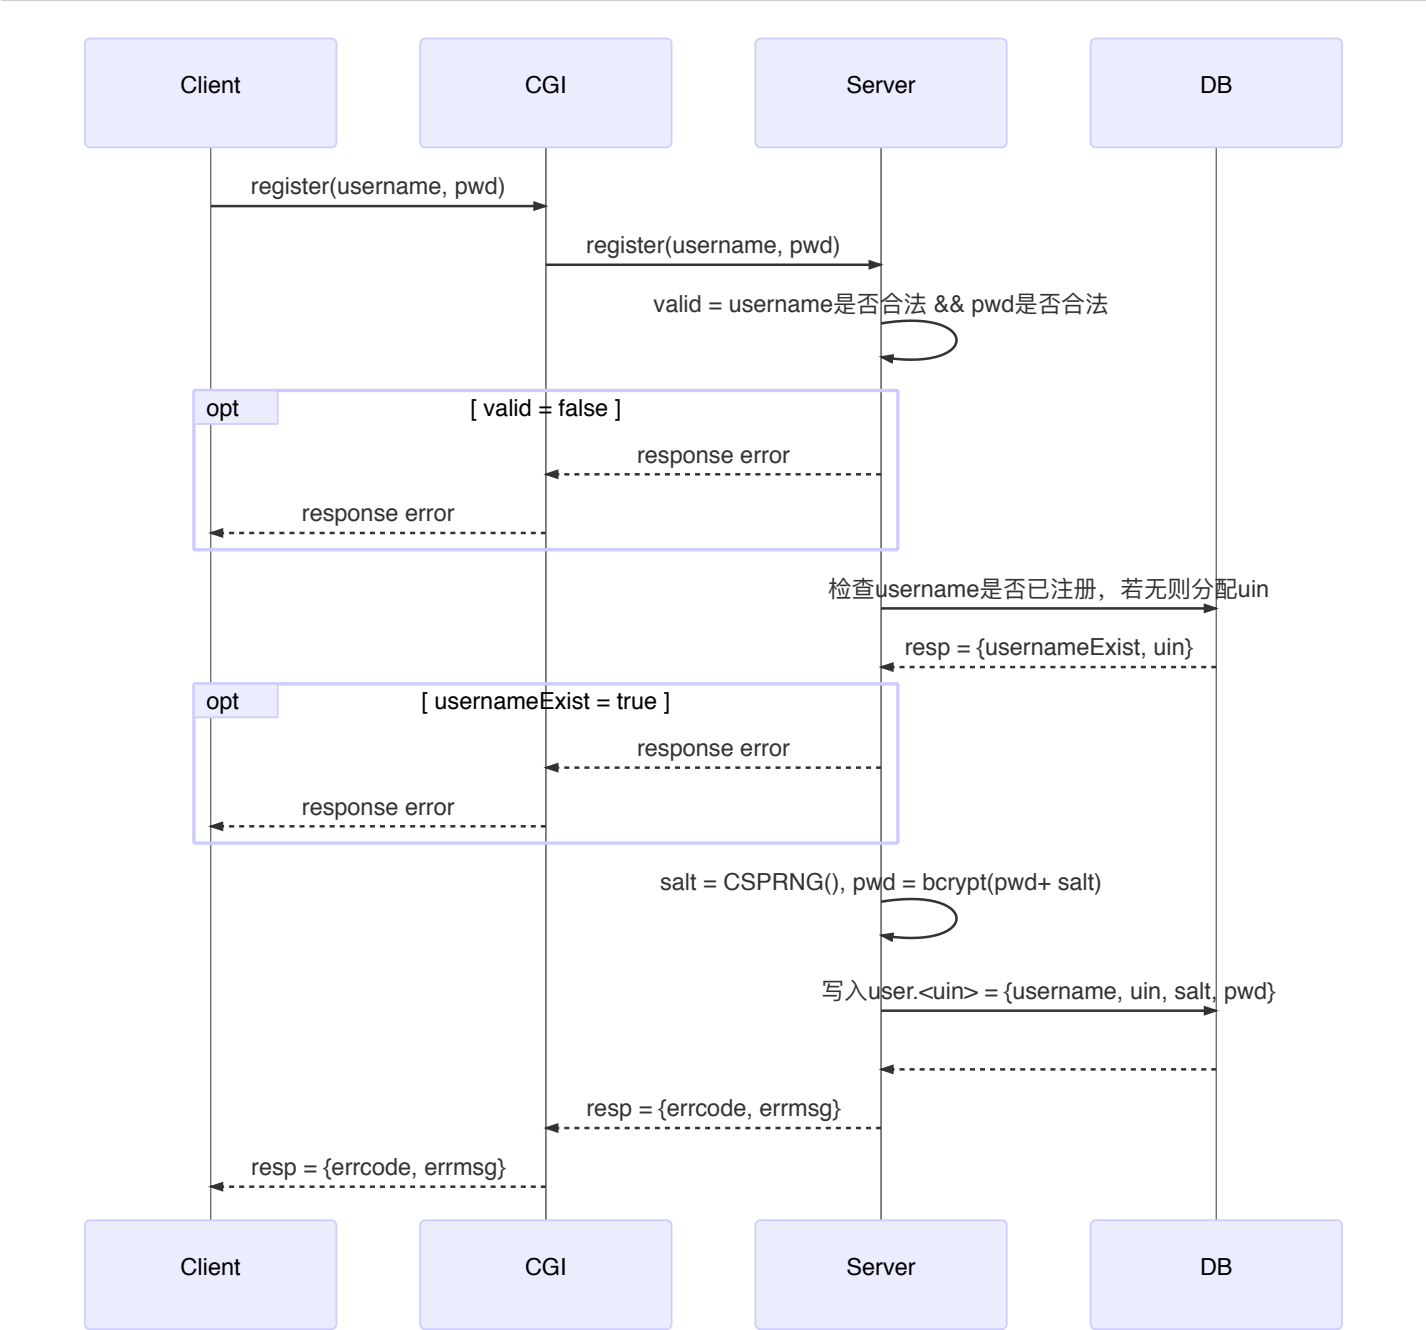 Client
CGI
Server
DB
register(username, pwd)
register(username, pwd)
valid = username是否合法 && pwd是否合法
opt
[ valid = false ]
response error
response error
检查username是否已注册，若无则分配uin
resp = {usernameExist, uin}
opt
[ usernameExist = true ]
response error
response error
salt = CSPRNG(), pwd = bcrypt(pwd+ salt)
写入user.<uin> = {username, uin, salt, pwd}
resp = {errcode, errmsg}
resp = {errcode, errmsg}
Client
CGI
Server
DB